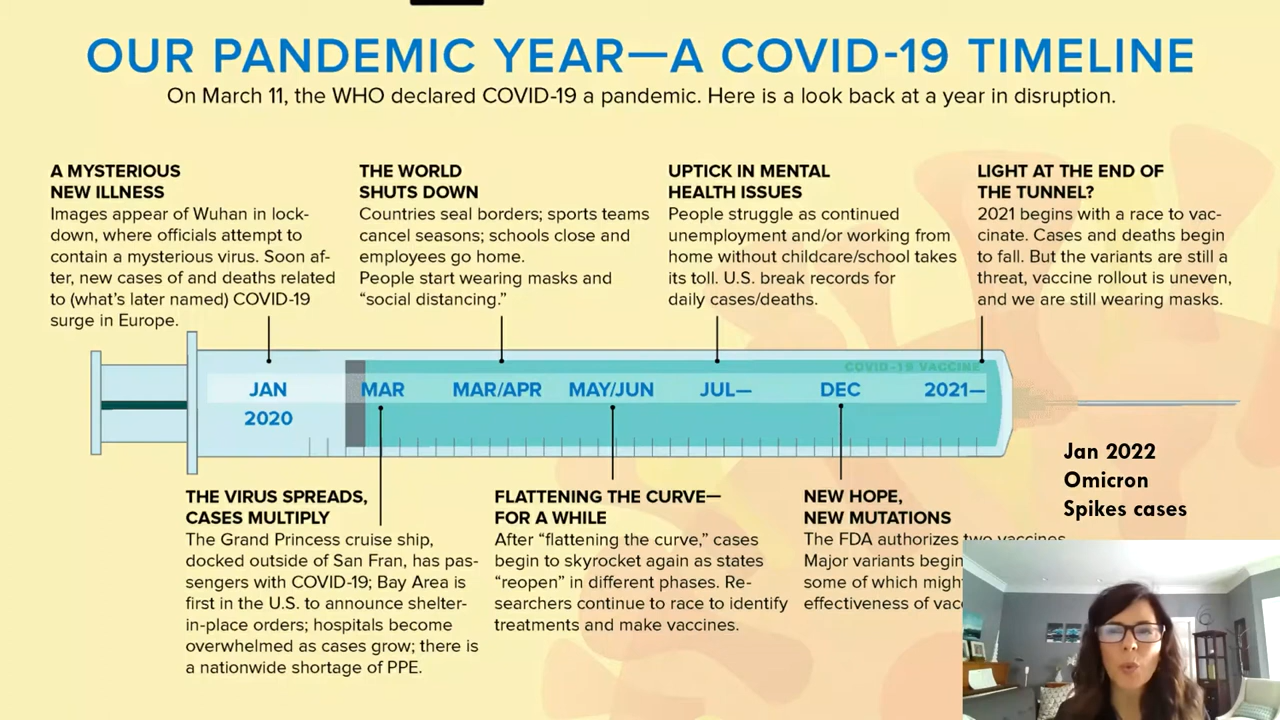 OUR PANDEMIC YEAR—A COVID-19 TIMELINE
On March 11, the WHO declared COVID-19 a pandemic. Here is a look back at a year in disruption.
A MYSTERIOUS
NEW ILLNESS
Images appear of Wuhan in lock-
down, where officials attempt to
contain a mysterious virus. Soon af-
ter, new cases of and deaths related
to (what's later named) COVID-19
surge in Europe.
THE WORLD
SHUTS DOWN
Countries seal borders; sports teams
cancel seasons; schools close and
employees go home.
People start wearing masks and
“social distancing.”
UPTICK IN MENTAL
HEALTH ISSUES
People struggle as continued
unemployment and/or working from
home without childcare/school takes
its toll. U.S. break records for
daily cases/deaths.
LIGHT AT THE END OF
THE TUNNEL?
2021 begins with a race to vac-
cinate. Cases and deaths begin
to fall. But the variants are still a
threat, vaccine rollout is uneven,
and we are still wearing masks.
COVID-19 VACCINE
JAN MAR MAR/APR MAY/JUN JUL— DEC 2021—
2020
Jan 2022
Omicron
Spikes cases
THE VIRUS SPREADS,
CASES MULTIPLY
The Grand Princess cruise ship,
docked outside of San Fran, has pas-
sengers with COVID-19; Bay Area is
first in the U.S. to announce shelter-
in-place orders; hospitals become
overwhelmed as cases grow; there is
a nationwide shortage of PPE.
FLATTENING THE CURVE—
FOR A WHILE
After “flattening the curve,” cases
begin to skyrocket again as states
“reopen” in different phases. Re-
searchers continue to race to identify
treatments and make vaccines.
NEW HOPE,
NEW MUTATIONS
The FDA authorizes two vaccines.
Major variants begin
some of which
effectiveness of